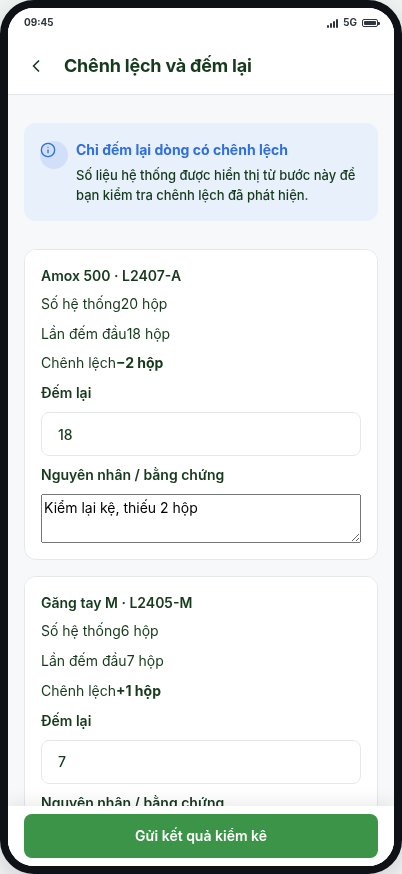 09:45
5G
Chênh lệch và đếm lại
Chỉ đếm lại dòng có chênh lệch
Số liệu hệ thống được hiển thị từ bước này để
bạn kiểm tra chênh lệch đã phát hiện.
Amox 500 · L2407-A
Số hệ thống20 hộp
Lần đếm đầu18 hộp
Chênh lệch−2 hộp
Đếm lại
18
Nguyên nhân / bằng chứng
Kiểm lại kệ, thiếu 2 hộp
Găng tay M · L2405-M
Số hệ thống6 hộp
Lần đếm đầu7 hộp
Chênh lệch+1 hộp
Đếm lại
7
Nguyên nhân / bằng chứng
Gửi kết quả kiểm kê